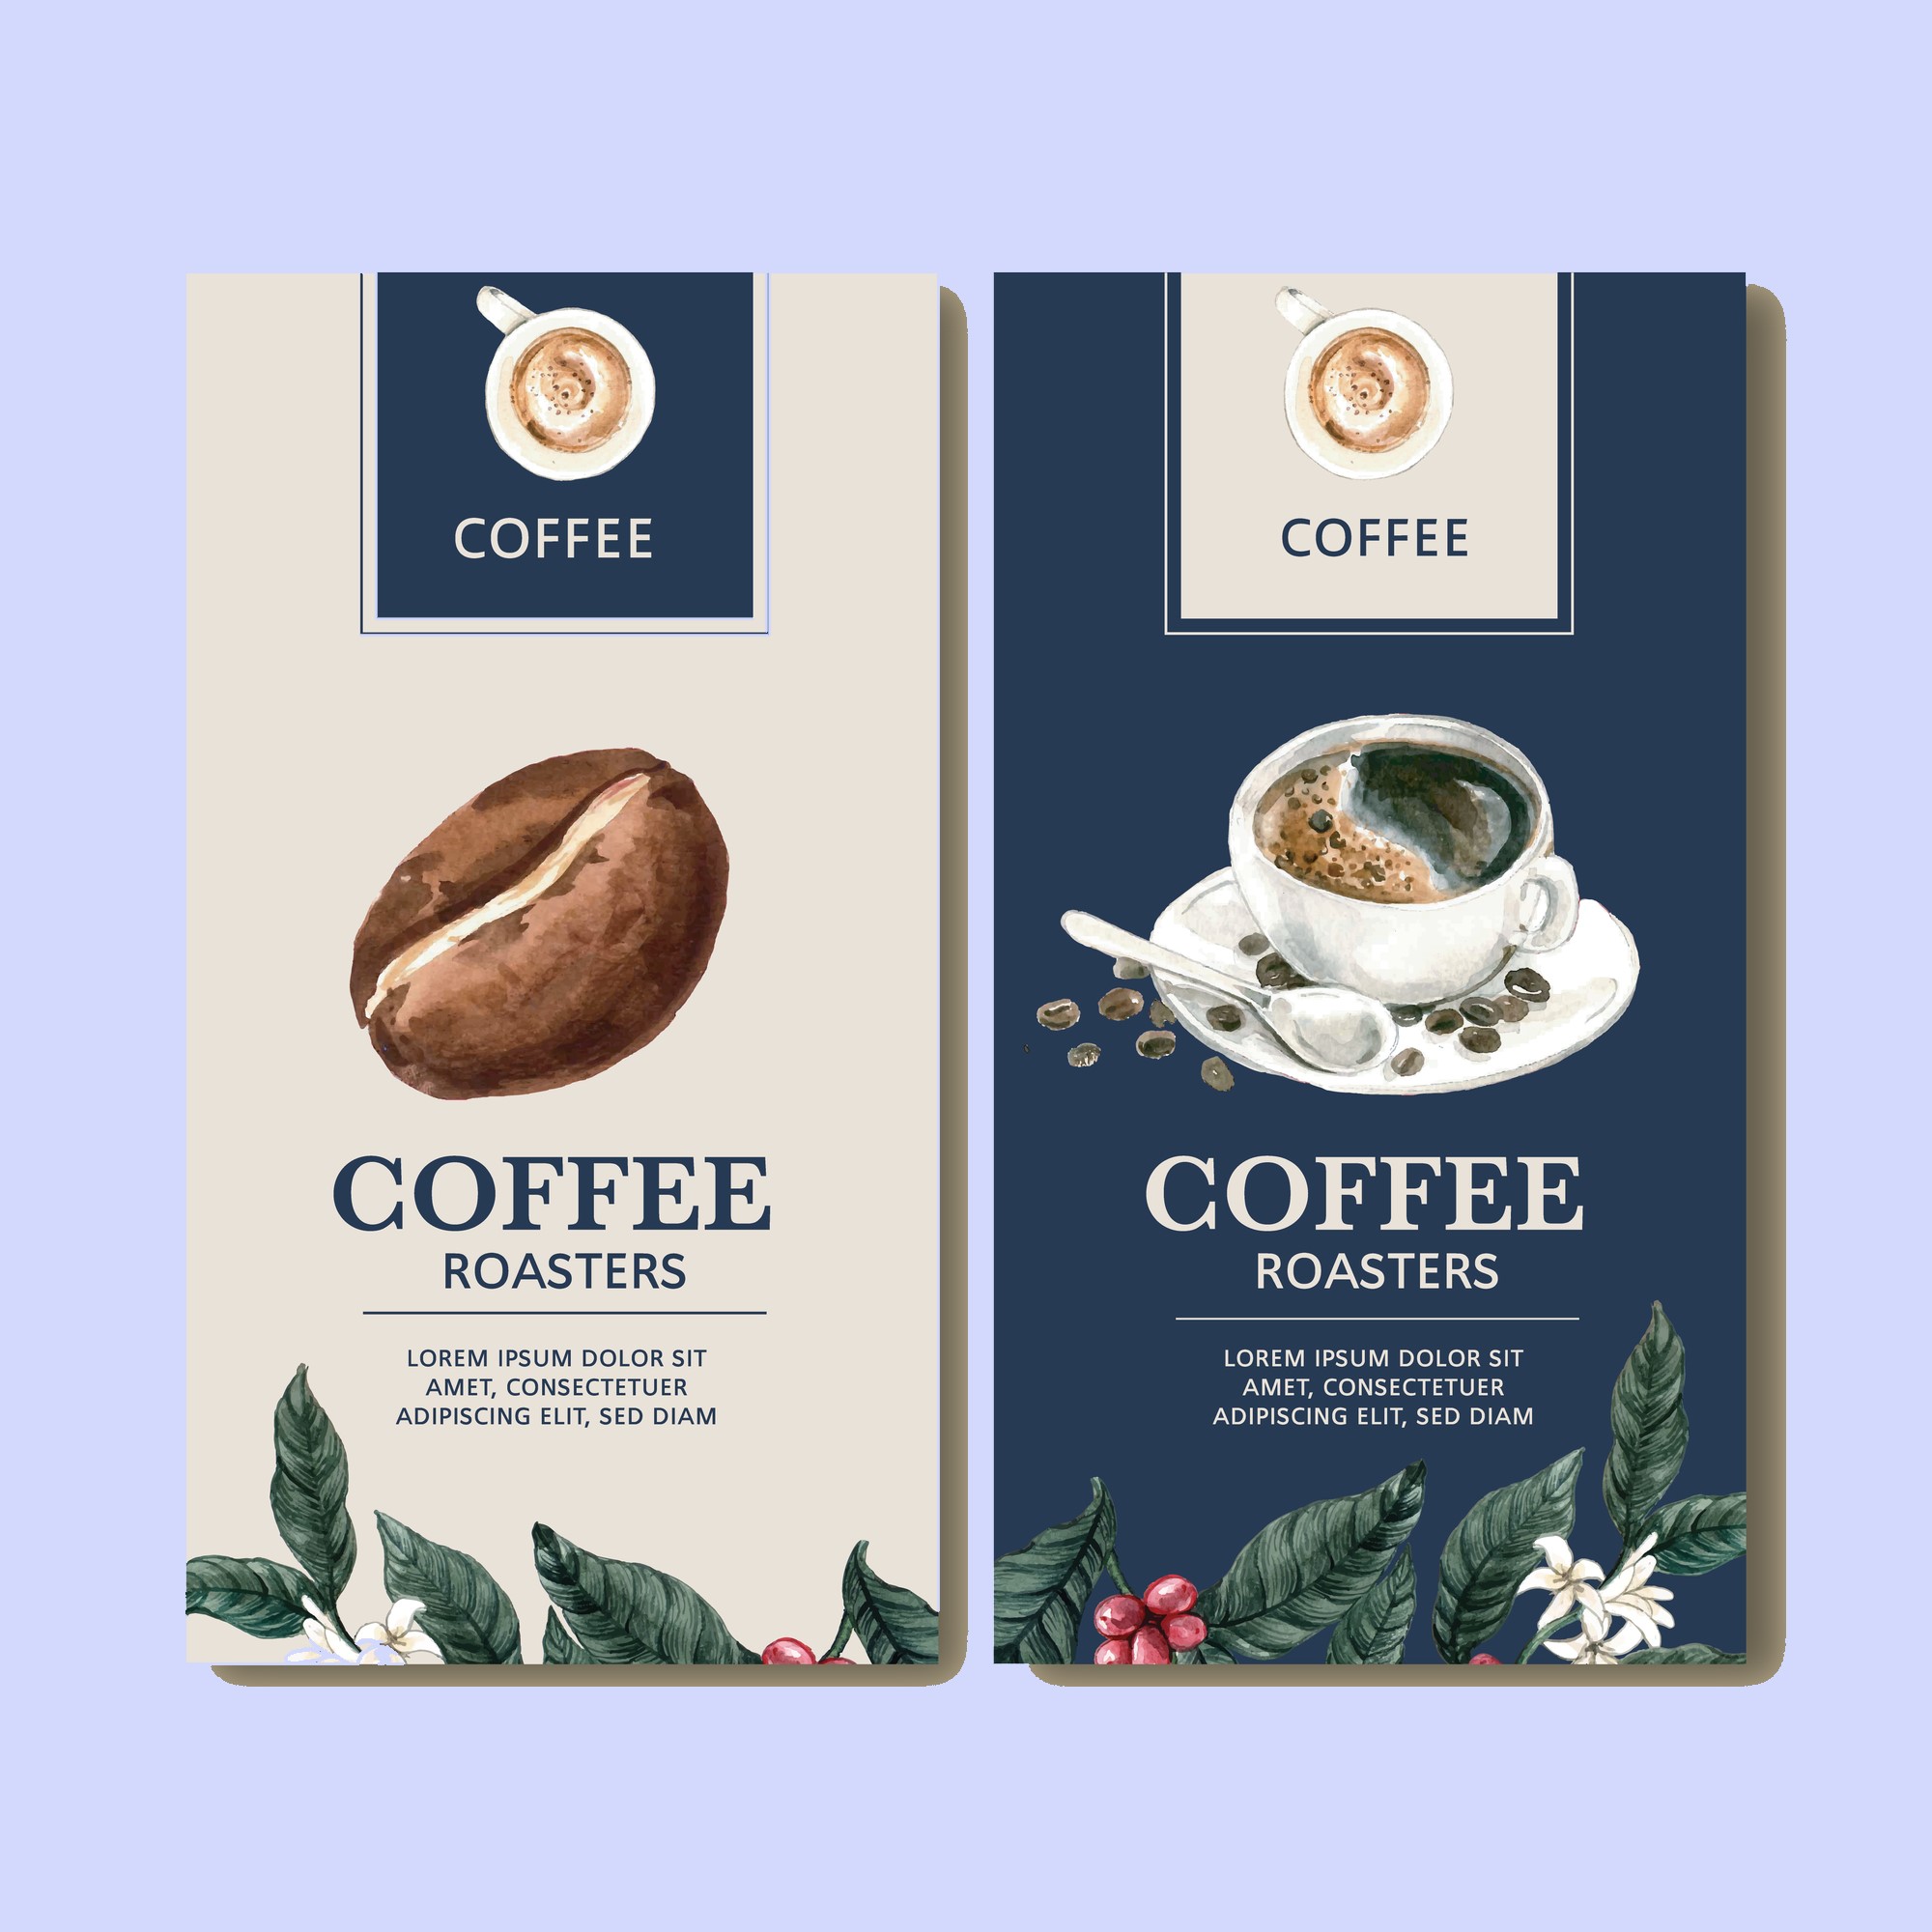 COFFEE
COFFEE
ROASTERS
LOREM IPSUM DOLOR SIT
AMET, CONSECTETUER
ADIPISCING ELIT, SED DIAM
COFFEE
COFFEE
ROASTERS
LOREM IPSUM DOLOR SIT
AMET, CONSECTETUER
ADIPISCING ELIT, SED DIAM